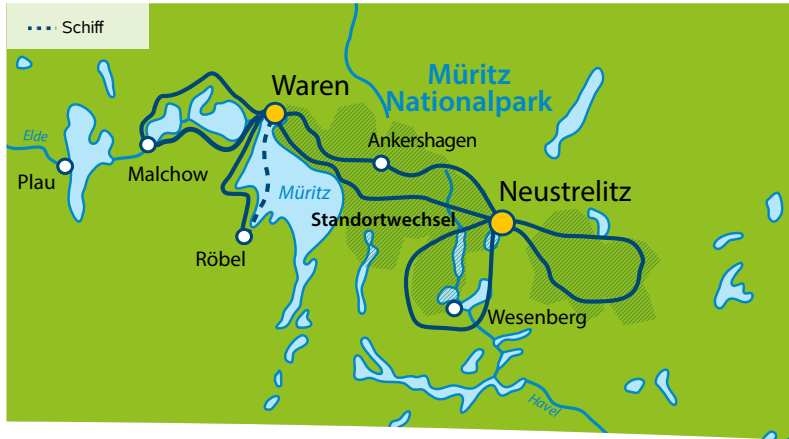 Schiff
Müritz
Nationalpark
Waren
Ankershagen
Elde
Plau
Malchow
Müritz
Neustrelitz
Standortwechsel
Röbel
Wesenberg
Havel